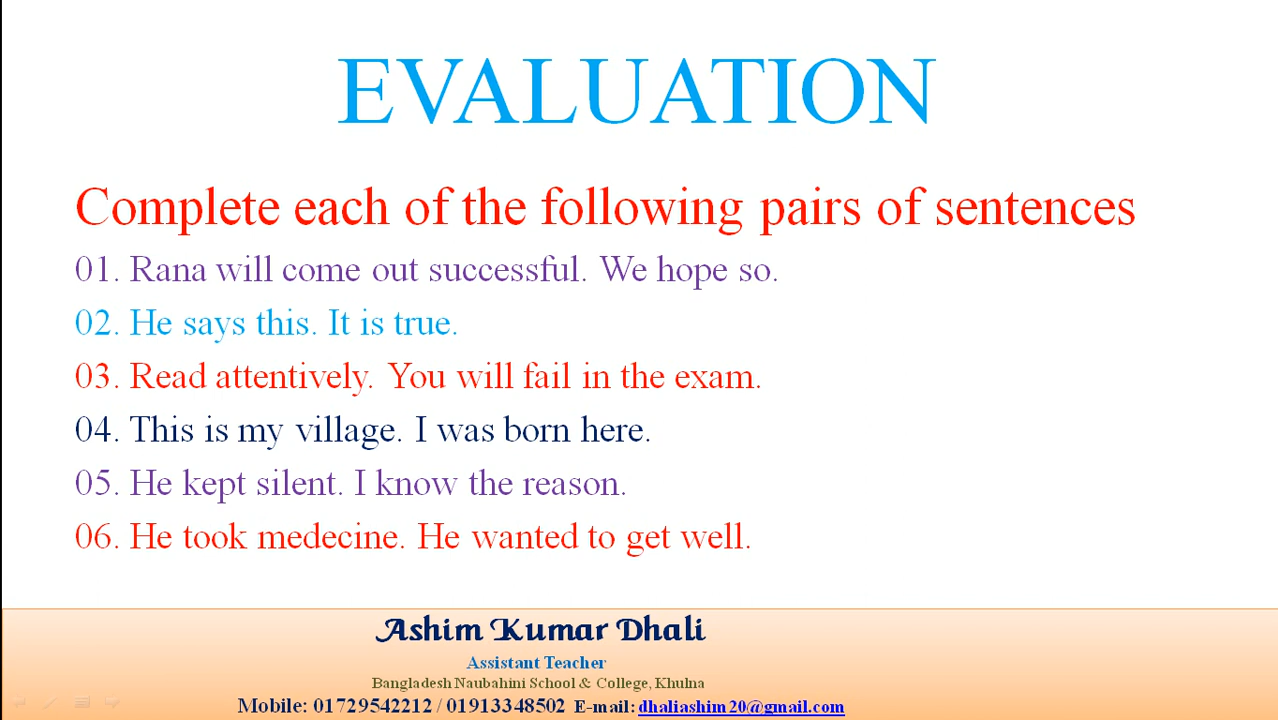 EVALUATION
Complete each of the following pairs of sentences
01. Rana will come out successful. We hope so.
02. He says this. It is true.
03. Read attentively. You will fail in the exam.
04. This is my village. I was born here.
05. He kept silent. I know the reason.
06. He took medecine. He wanted to get well.
Ashim Kumar Dhali
Assistant Teacher
Bangladesh Naubahini School & College, Khulna
Mobile: 01729542212 / 01913348502 E-mail: dhaliashim20@gmail.com